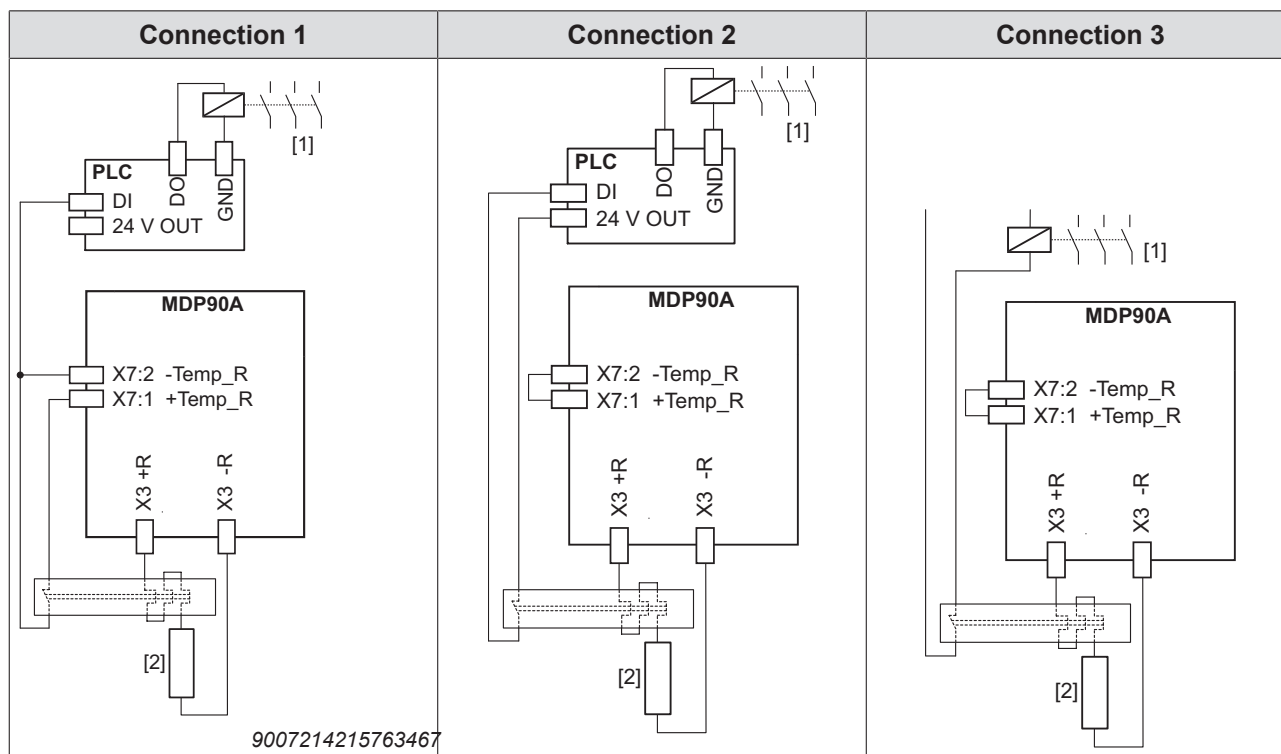 Connection 1
Connection 2
Connection 3
[1]
PLC
DO
GND
DI
24 V OUT
MDP90A
X7:2 -Temp_R
X7:1 +Temp_R
X3 +R
X3 -R
[2]
9007214215763467
[1]
PLC
DO
GND
DI
24 V OUT
MDP90A
X7:2 -Temp_R
X7:1 +Temp_R
X3 +R
X3 -R
[2]
[1]
MDP90A
X7:2 -Temp_R
X7:1 +Temp_R
X3 +R
X3 -R
[2]